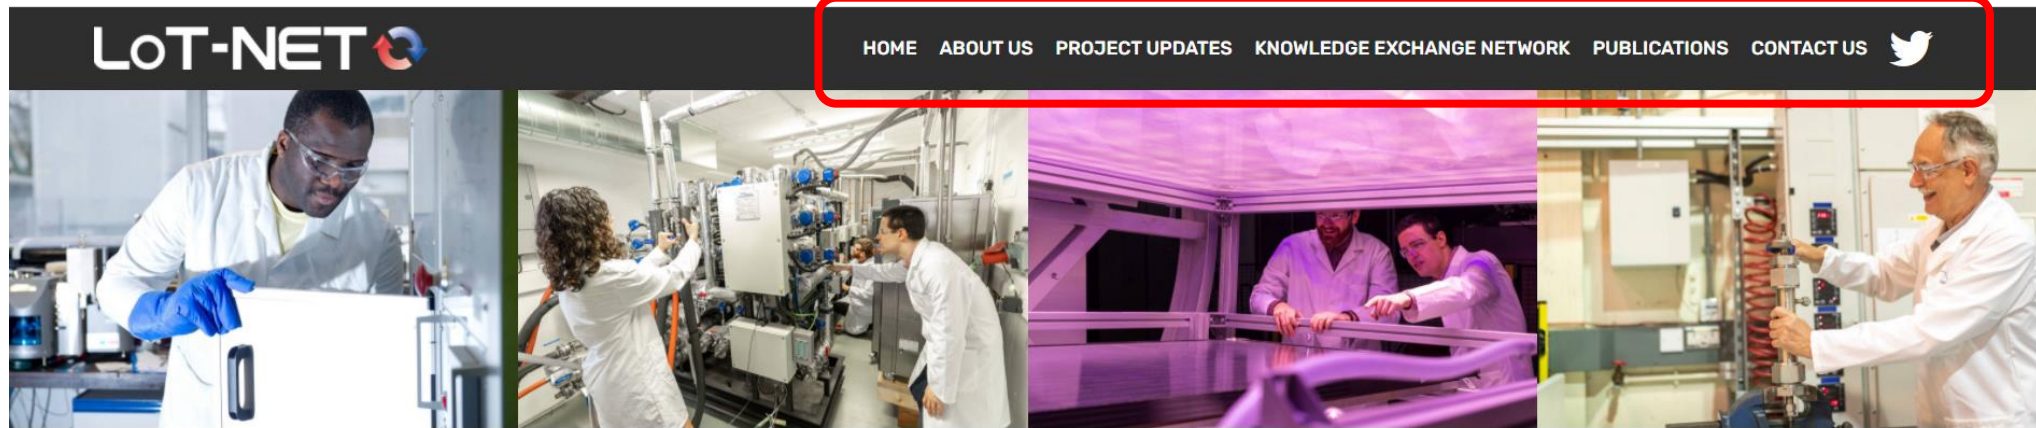 LoT-NET
HOME ABOUT US PROJECT UPDATES KNOWLEDGE EXCHANGE NETWORK PUBLICATIONS CONTACT US